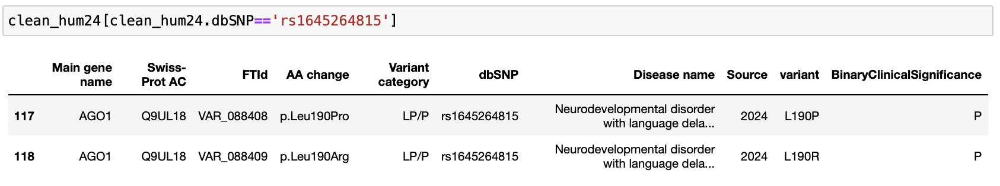 clean_hum24[clean_hum24.dbSNP=='rs1645264815']
Main gene name Swiss-Prot AC FTId AA change Variant category dbSNP Disease name Source variant BinaryClinicalSignificance
117 AGO1 Q9UL18 VAR_088408 p.Leu190Pro LP/P rs1645264815 Neurodevelopmental disorder with language dela... 2024 L190P P
118 AGO1 Q9UL18 VAR_088409 p.Leu190Arg LP/P rs1645264815 Neurodevelopmental disorder with language dela... 2024 L190R P